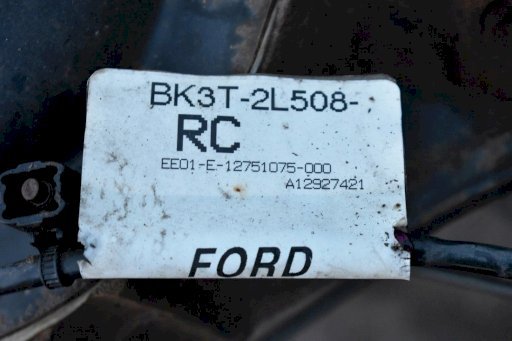 BK3T-2L508-
RC
EE01-E-12751075-000
A12927421
FORD